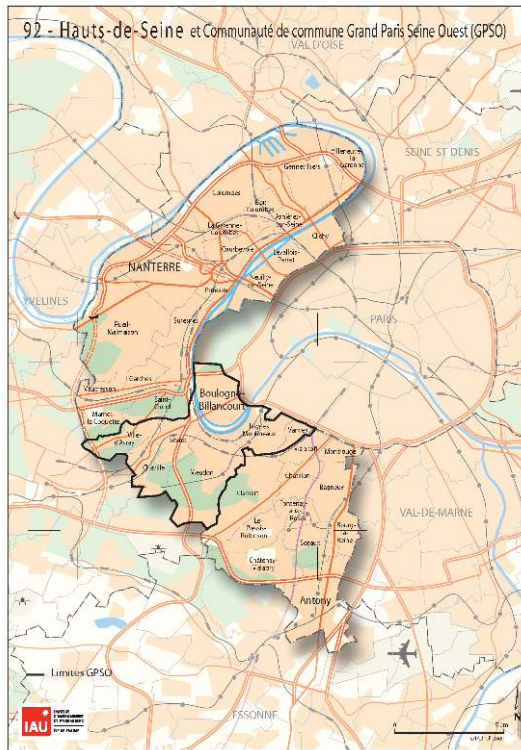 92 - Hauts-de-Seine et Communauté de commune Grand Paris Seine Ouest (GPSO)
VAL D'OISE
SEINE ST DENIS
Villeneuve-
la-
Garenne
Gennevilliers
Colombes
Bois-
Colombes
Asnières-
sur-Seine
La Garenne-
Colombes
Clichy
Courbevoie
Levallois-
Perret
NANTERRE
Neuilly-
sur-Seine
Puteaux
YVELINES
PARIS
Suresnes
Rueil-
Malmaison
Garches
Vaucresson
Boulogne-
Billancourt
Saint-
Cloud
Marnes-
la-Coquette
Ville-
d'Avray
Sèvres
Issy-les-
Moulineaux
Vanves
Malakoff
Montrouge
Chaville
Meudon
Châtillon
Bagneux
Clamart
VAL-DE-MARNE
Fontenay-
aux-
Roses
Le
Plessis-
Robinson
Bourg-
la-
Reine
Sceaux
Châtenay-
Malabry
Antony
Limites GPSO
IAU
ESSONNE